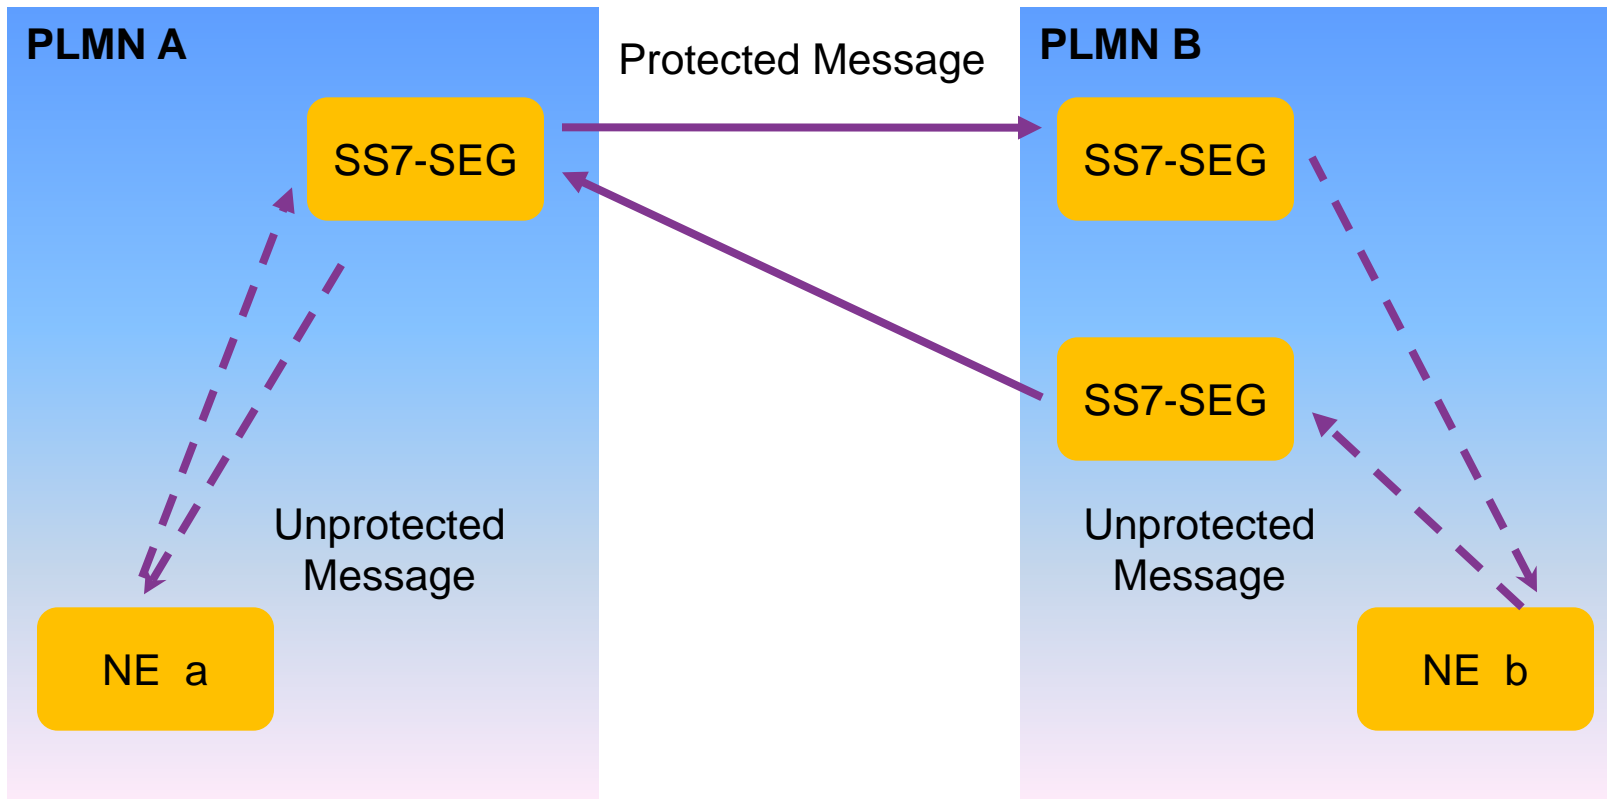 PLMN A
Protected Message
PLMN B
SS7-SEG
SS7-SEG
SS7-SEG
Unprotected
Message
Unprotected
Message
NE a
NE b